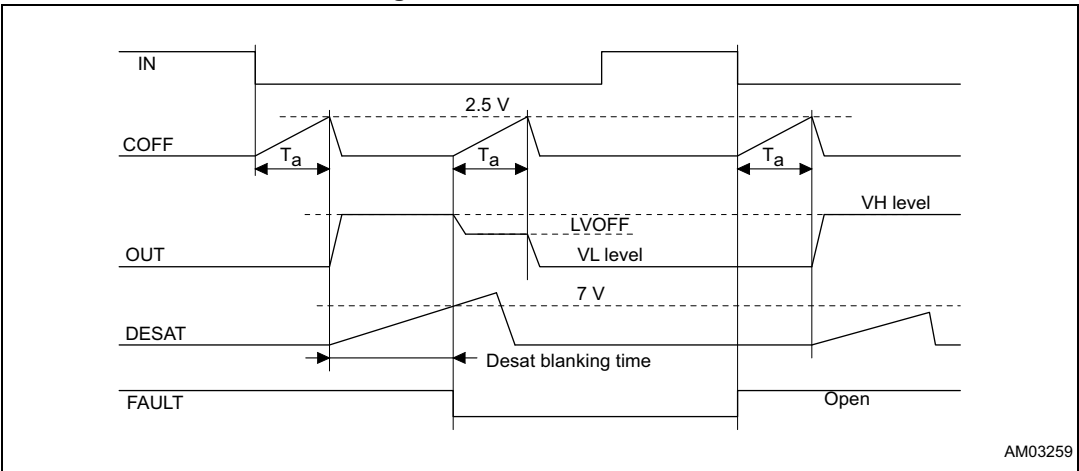 IN
2.5 V
COFF
Ta Ta Ta
VH level
LVOFF
OUT VL level
7 V
DESAT
Desat blanking time
FAULT Open
AM03259